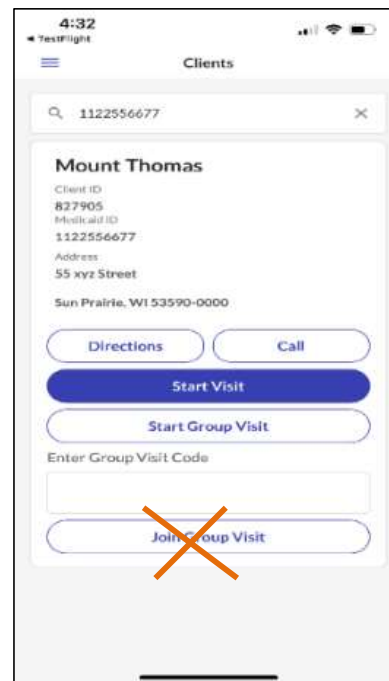 4:32
◀ TestFlight
Clients
1122556677
Mount Thomas
Client ID
827905
Medicaid ID
1122556677
Address
55 xyz Street
Sun Prairie, WI 53590-0000
Directions
Call
Start Visit
Start Group Visit
Enter Group Visit Code
Join Group Visit